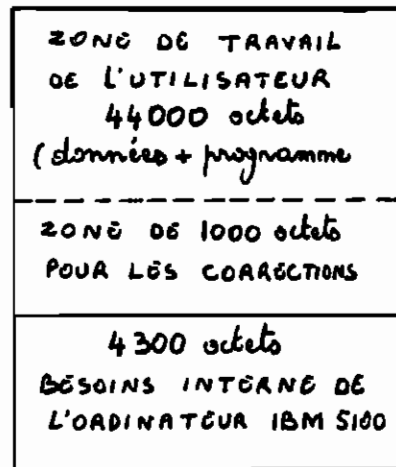 ZONE DE TRAVAIL
DE L'UTILISATEUR
44000 octets
(données + programme
ZONE DE 1000 octets
POUR LES CORRECTIONS
4300 octets
BESOINS INTERNE DE
L'ORDINATEUR IBM 5100